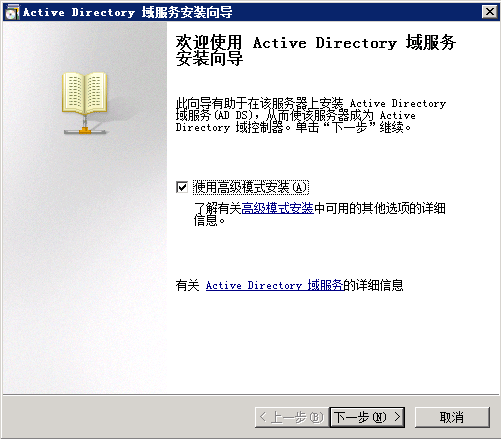 Active Directory 域服务安装向导
欢迎使用 Active Directory 域服务
安装向导
此向导有助于在该服务器上安装 Active Directory
域服务(AD DS)，从而使该服务器成为 Active
Directory 域控制器。单击“下一步”继续。
使用高级模式安装(A)
了解有关高级模式安装中可用的其他选项的详细
信息。
有关 Active Directory 域服务的详细信息
< 上一步(B) 下一步(N) > 取消